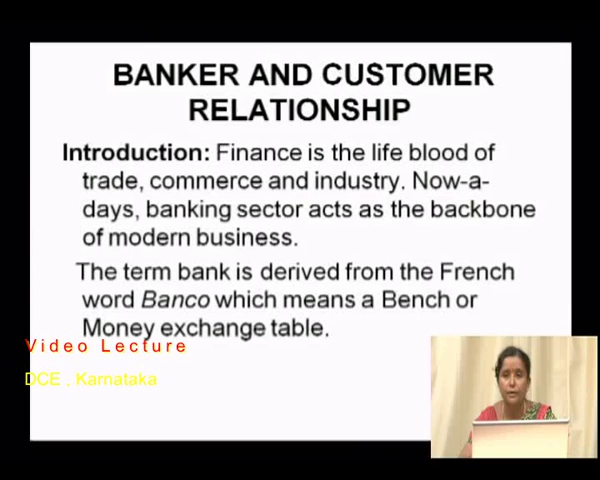 BANKER AND CUSTOMER
RELATIONSHIP
Introduction: Finance is the life blood of
trade, commerce and industry. Now-a-
days, banking sector acts as the backbone
of modern business.
The term bank is derived from the French
word Banco which means a Bench or
Money exchange table.
Video Lecture
DCE , Karnataka